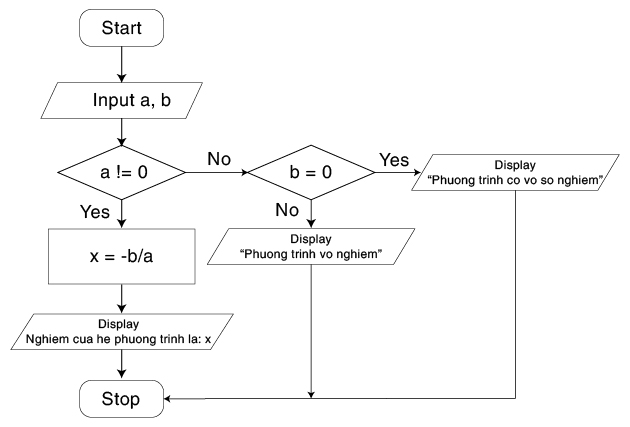 Start
Input a, b
a != 0
No
b = 0
Yes
Display
“Phuong trinh co vo so nghiem”
Yes
No
x = -b/a
Display
“Phuong trinh vo nghiem”
Display
Nghiem cua he phuong trinh la: x
Stop